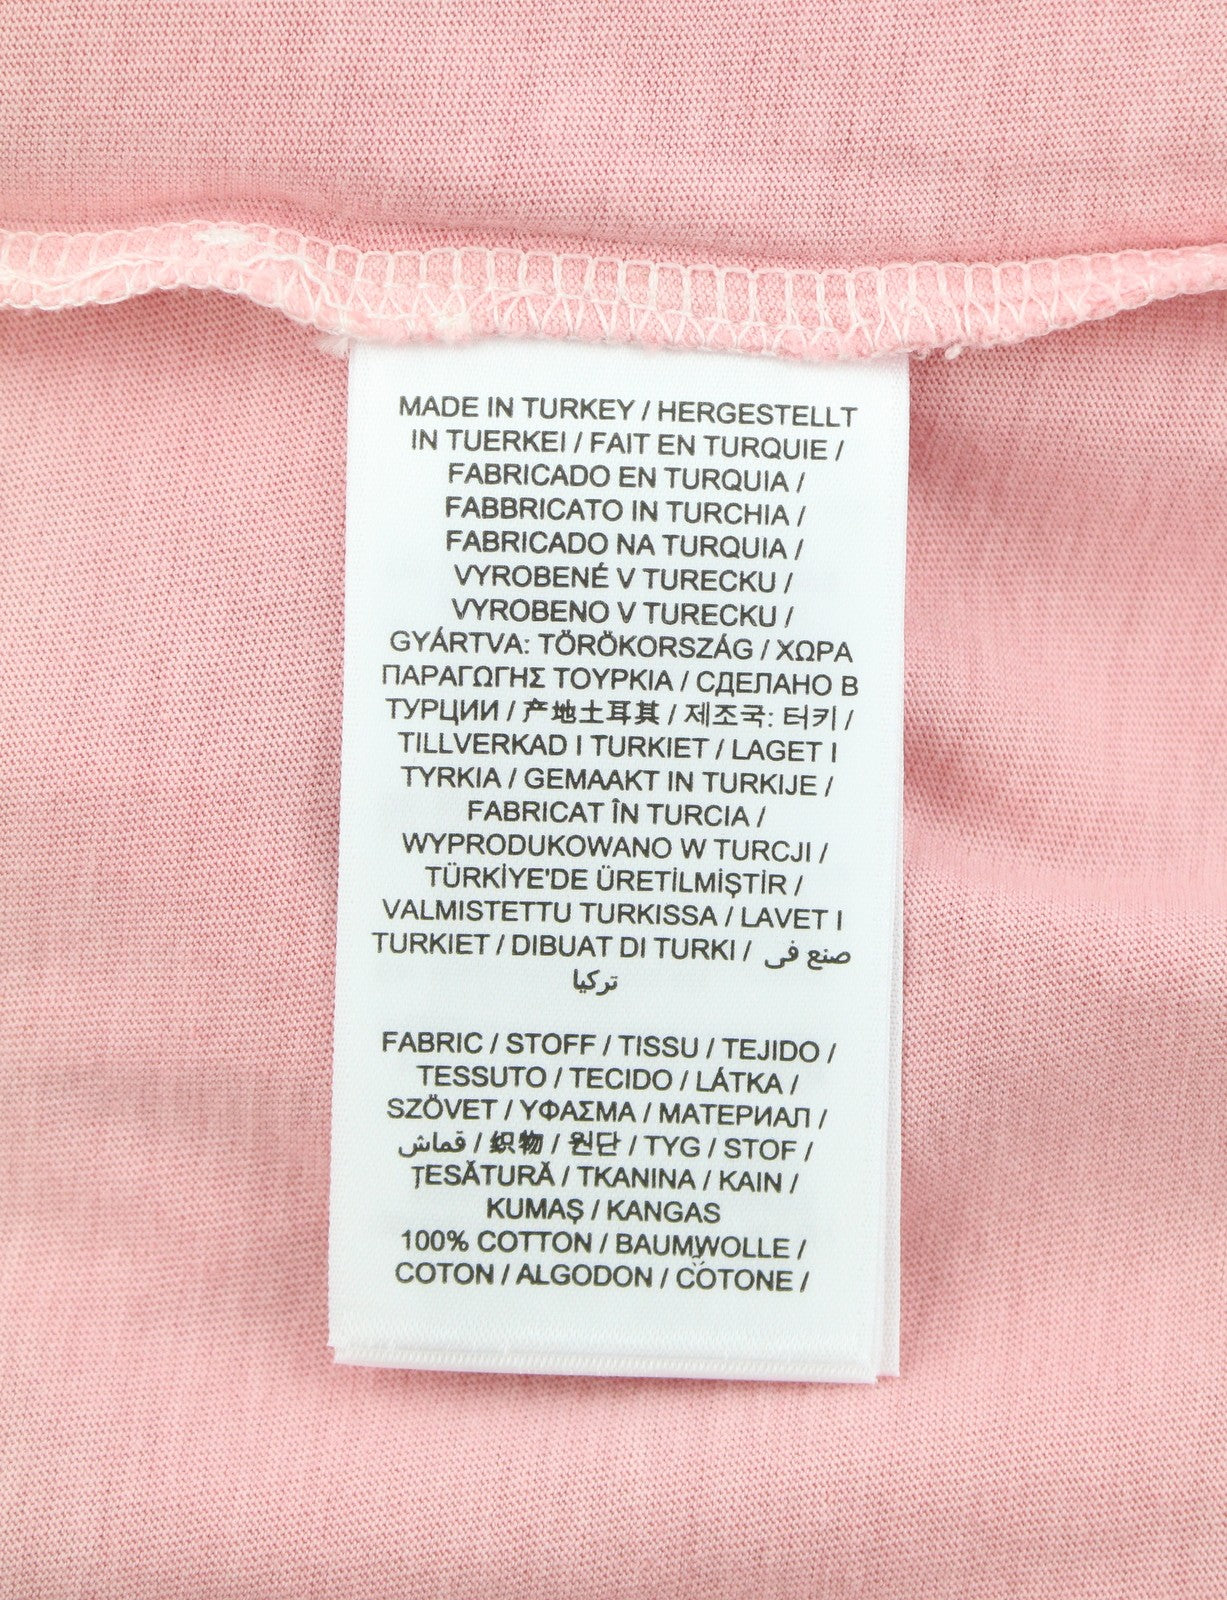 MADE IN TURKEY / HERGESTELLT
IN TUERKEI / FAIT EN TURQUIE /
FABRICADO EN TURQUIA /
FABBRICATO IN TURCHIA /
FABRICADO NA TURQUIA /
VYROBENÉ V TURECKU /
VYROBENO V TURECKU /
GYÁRTVA: TÖRÖKORSZÁG / ΧΩΡΑ
ΠΑΡΑΓΩΓΗΣ ΤΟΥΡΚΙΑ / СДЕЛАНО В
ТУРЦИИ / 产地土耳其 / 제조국: 터키 /
TILLVERKAD I TURKIET / LAGET I
TYRKIA / GEMAAKT IN TURKIJE /
FABRICAT ÎN TURCIA /
WYPRODUKOWANO W TURCJI /
TÜRKİYE'DE ÜRETİLMİŞTİR /
VALMISTETTU TURKISSA / LAVET I
TURKIET / DIBUAT DI TURKI / صنع فى
تركيا
FABRIC / STOFF / TISSU / TEJIDO /
TESSUTO / TECIDO / LÁTKA /
SZÖVET / ΥΦΑΣΜΑ / МАТЕРИАЛ /
قماش / 织物 / 원단 / TYG / STOF /
ȚESĂTURĂ / TKANINA / KAIN /
KUMAŞ / KANGAS
100% COTTON / BAUMWOLLE /
COTON / ALGODON / COTONE /